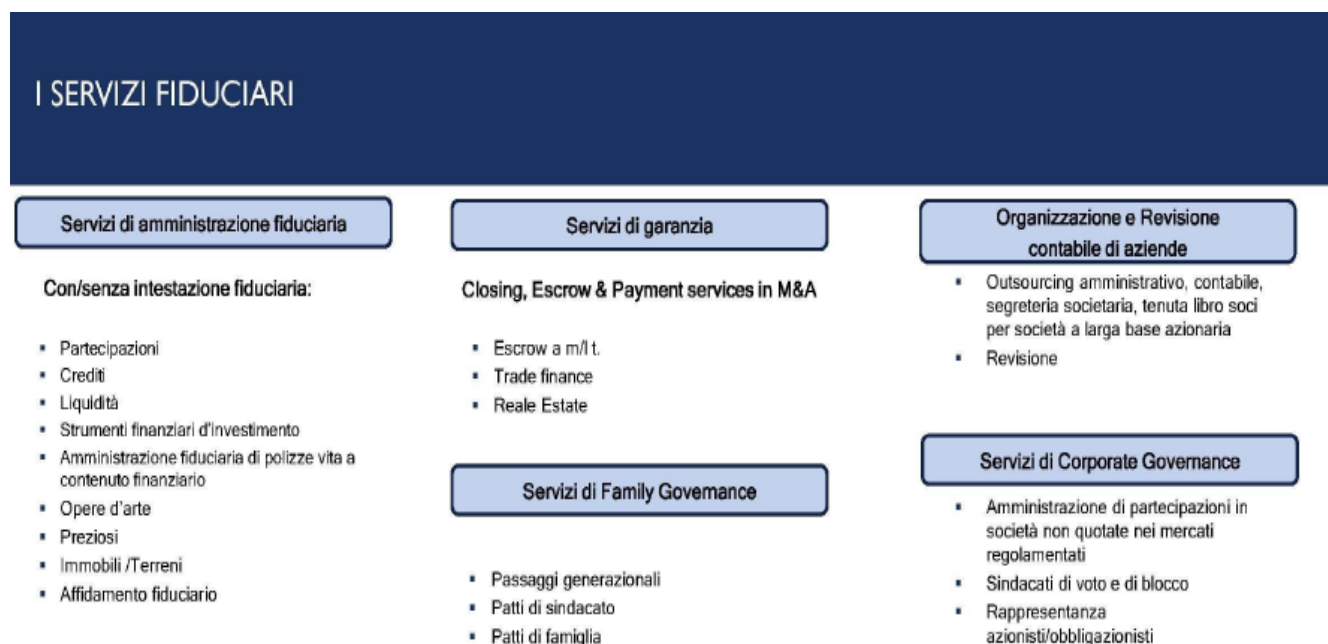 I SERVIZI FIDUCIARI
Servizi di amministrazione fiduciaria
Con/senza intestazione fiduciaria:
▪ Partecipazioni
▪ Crediti
▪ Liquidità
▪ Strumenti finanziari d'investimento
▪ Amministrazione fiduciaria di polizze vita a
contenuto finanziario
▪ Opere d'arte
▪ Preziosi
▪ Immobili /Terreni
▪ Affidamento fiduciario
Servizi di garanzia
Closing, Escrow & Payment services in M&A
▪ Escrow a m/l t.
▪ Trade finance
▪ Reale Estate
Servizi di Family Governance
▪ Passaggi generazionali
▪ Patti di sindacato
▪ Patti di famiglia
Organizzazione e Revisione
contabile di aziende
▪ Outsourcing amministrativo, contabile,
segreteria societaria, tenuta libro soci
per società a larga base azionaria
▪ Revisione
Servizi di Corporate Governance
▪ Amministrazione di partecipazioni in
società non quotate nei mercati
regolamentati
▪ Sindacati di voto e di blocco
▪ Rappresentanza
azionisti/obbligazionisti